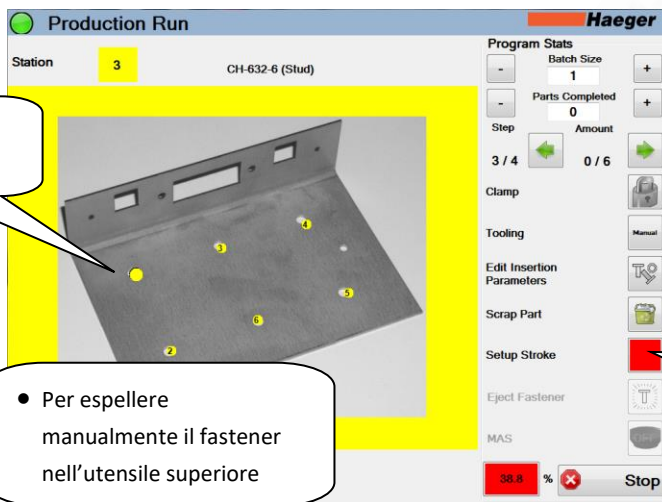 Production Run
Haeger
Station
3
CH-632-6 (Stud)
Program Stats
Batch Size
- 1 +
Parts Completed
- 0 +
Step Amount
3 / 4 0 / 6
Clamp
Tooling
Manual
Edit Insertion
Parameters
Scrap Part
Setup Stroke
Eject Fastener
T
MAS
OFF
38.8 % Stop
4
3
5
6
2
• Per espellere
manualmente il fastener
nell’utensile superiore